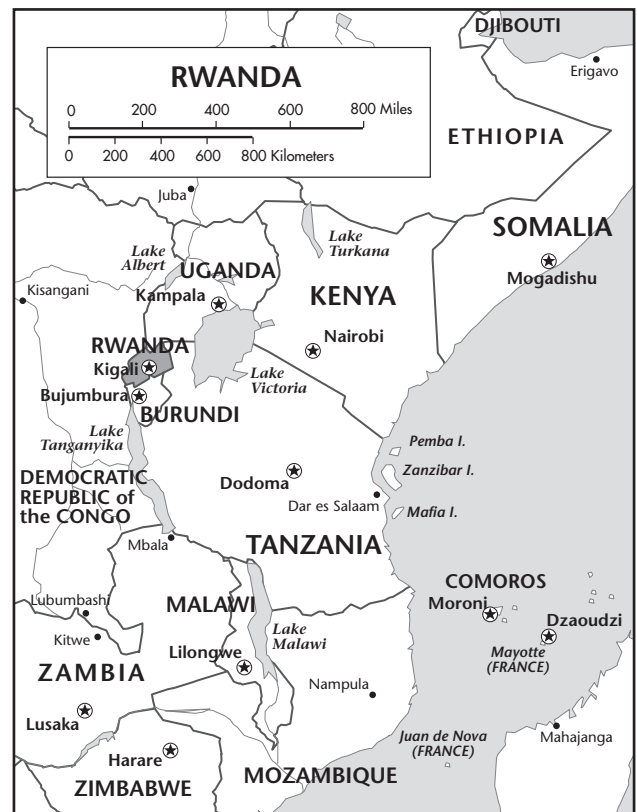 DJIBOUTI
RWANDA
0 200 400 600 800 Miles
0 200 400 600 800 Kilometers
Erigavo
ETHIOPIA
Juba
SOMALIA
Lake
Turkana
Lake
Albert
UGANDA
Mogadishu
Kisangani
Kampala
KENYA
Nairobi
RWANDA
Kigali
Lake
Victoria
Bujumbura
BURUNDI
Lake
Tanganyika
Pemba I.
Zanzibar I.
DEMOCRATIC
REPUBLIC of
the CONGO
Dodoma
Dar es Salaam
Mafia I.
Mbala
TANZANIA
COMOROS
Moroni
Lubumbashi
MALAWI
Dzaoudzi
Kitwe
Lake
Malawi
Mayotte
(FRANCE)
Lilongwe
ZAMBIA
Nampula
Lusaka
Juan de Nova
(FRANCE)
Mahajanga
Harare
MOZAMBIQUE
ZIMBABWE